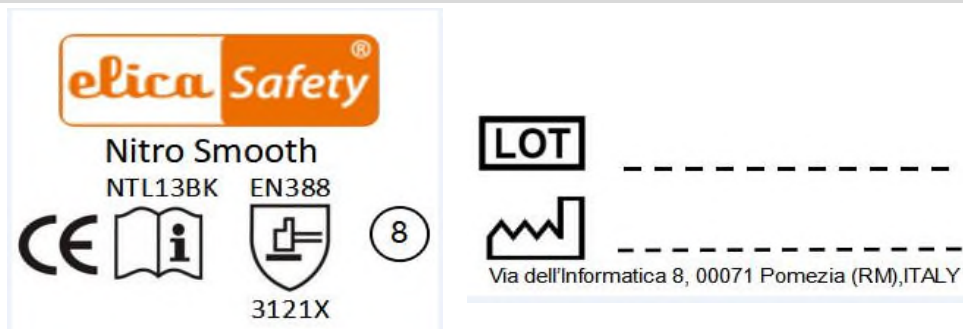 elica Safety®
Nitro Smooth
NTL13BK EN388
CE i 8
3121X
LOT
Via dell'Informatica 8, 00071 Pomezia (RM),ITALY